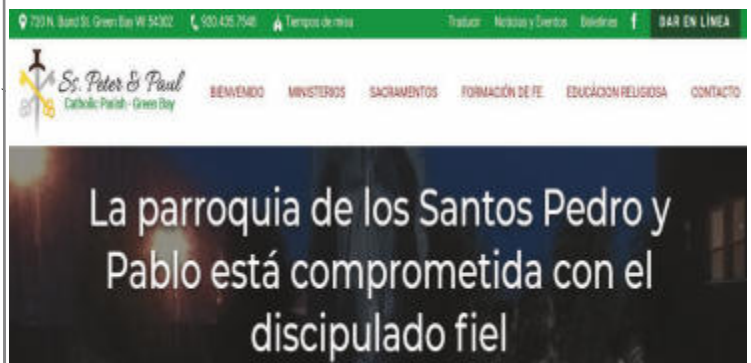 720 N. Baird St. Green Bay WI 54302 920.435.7548 Tiempos de misa Traducir Noticias y Eventos Boletines f DAR EN LÍNEA
Ss. Peter & Paul
Catholic Parish - Green Bay
BIENVENIDO MINISTERIOS SACRAMENTOS FORMACIÓN DE FE EDUCÁCION RELIGIOSA CONTACTO
La parroquia de los Santos Pedro y
Pablo está comprometida con el
discipulado fiel